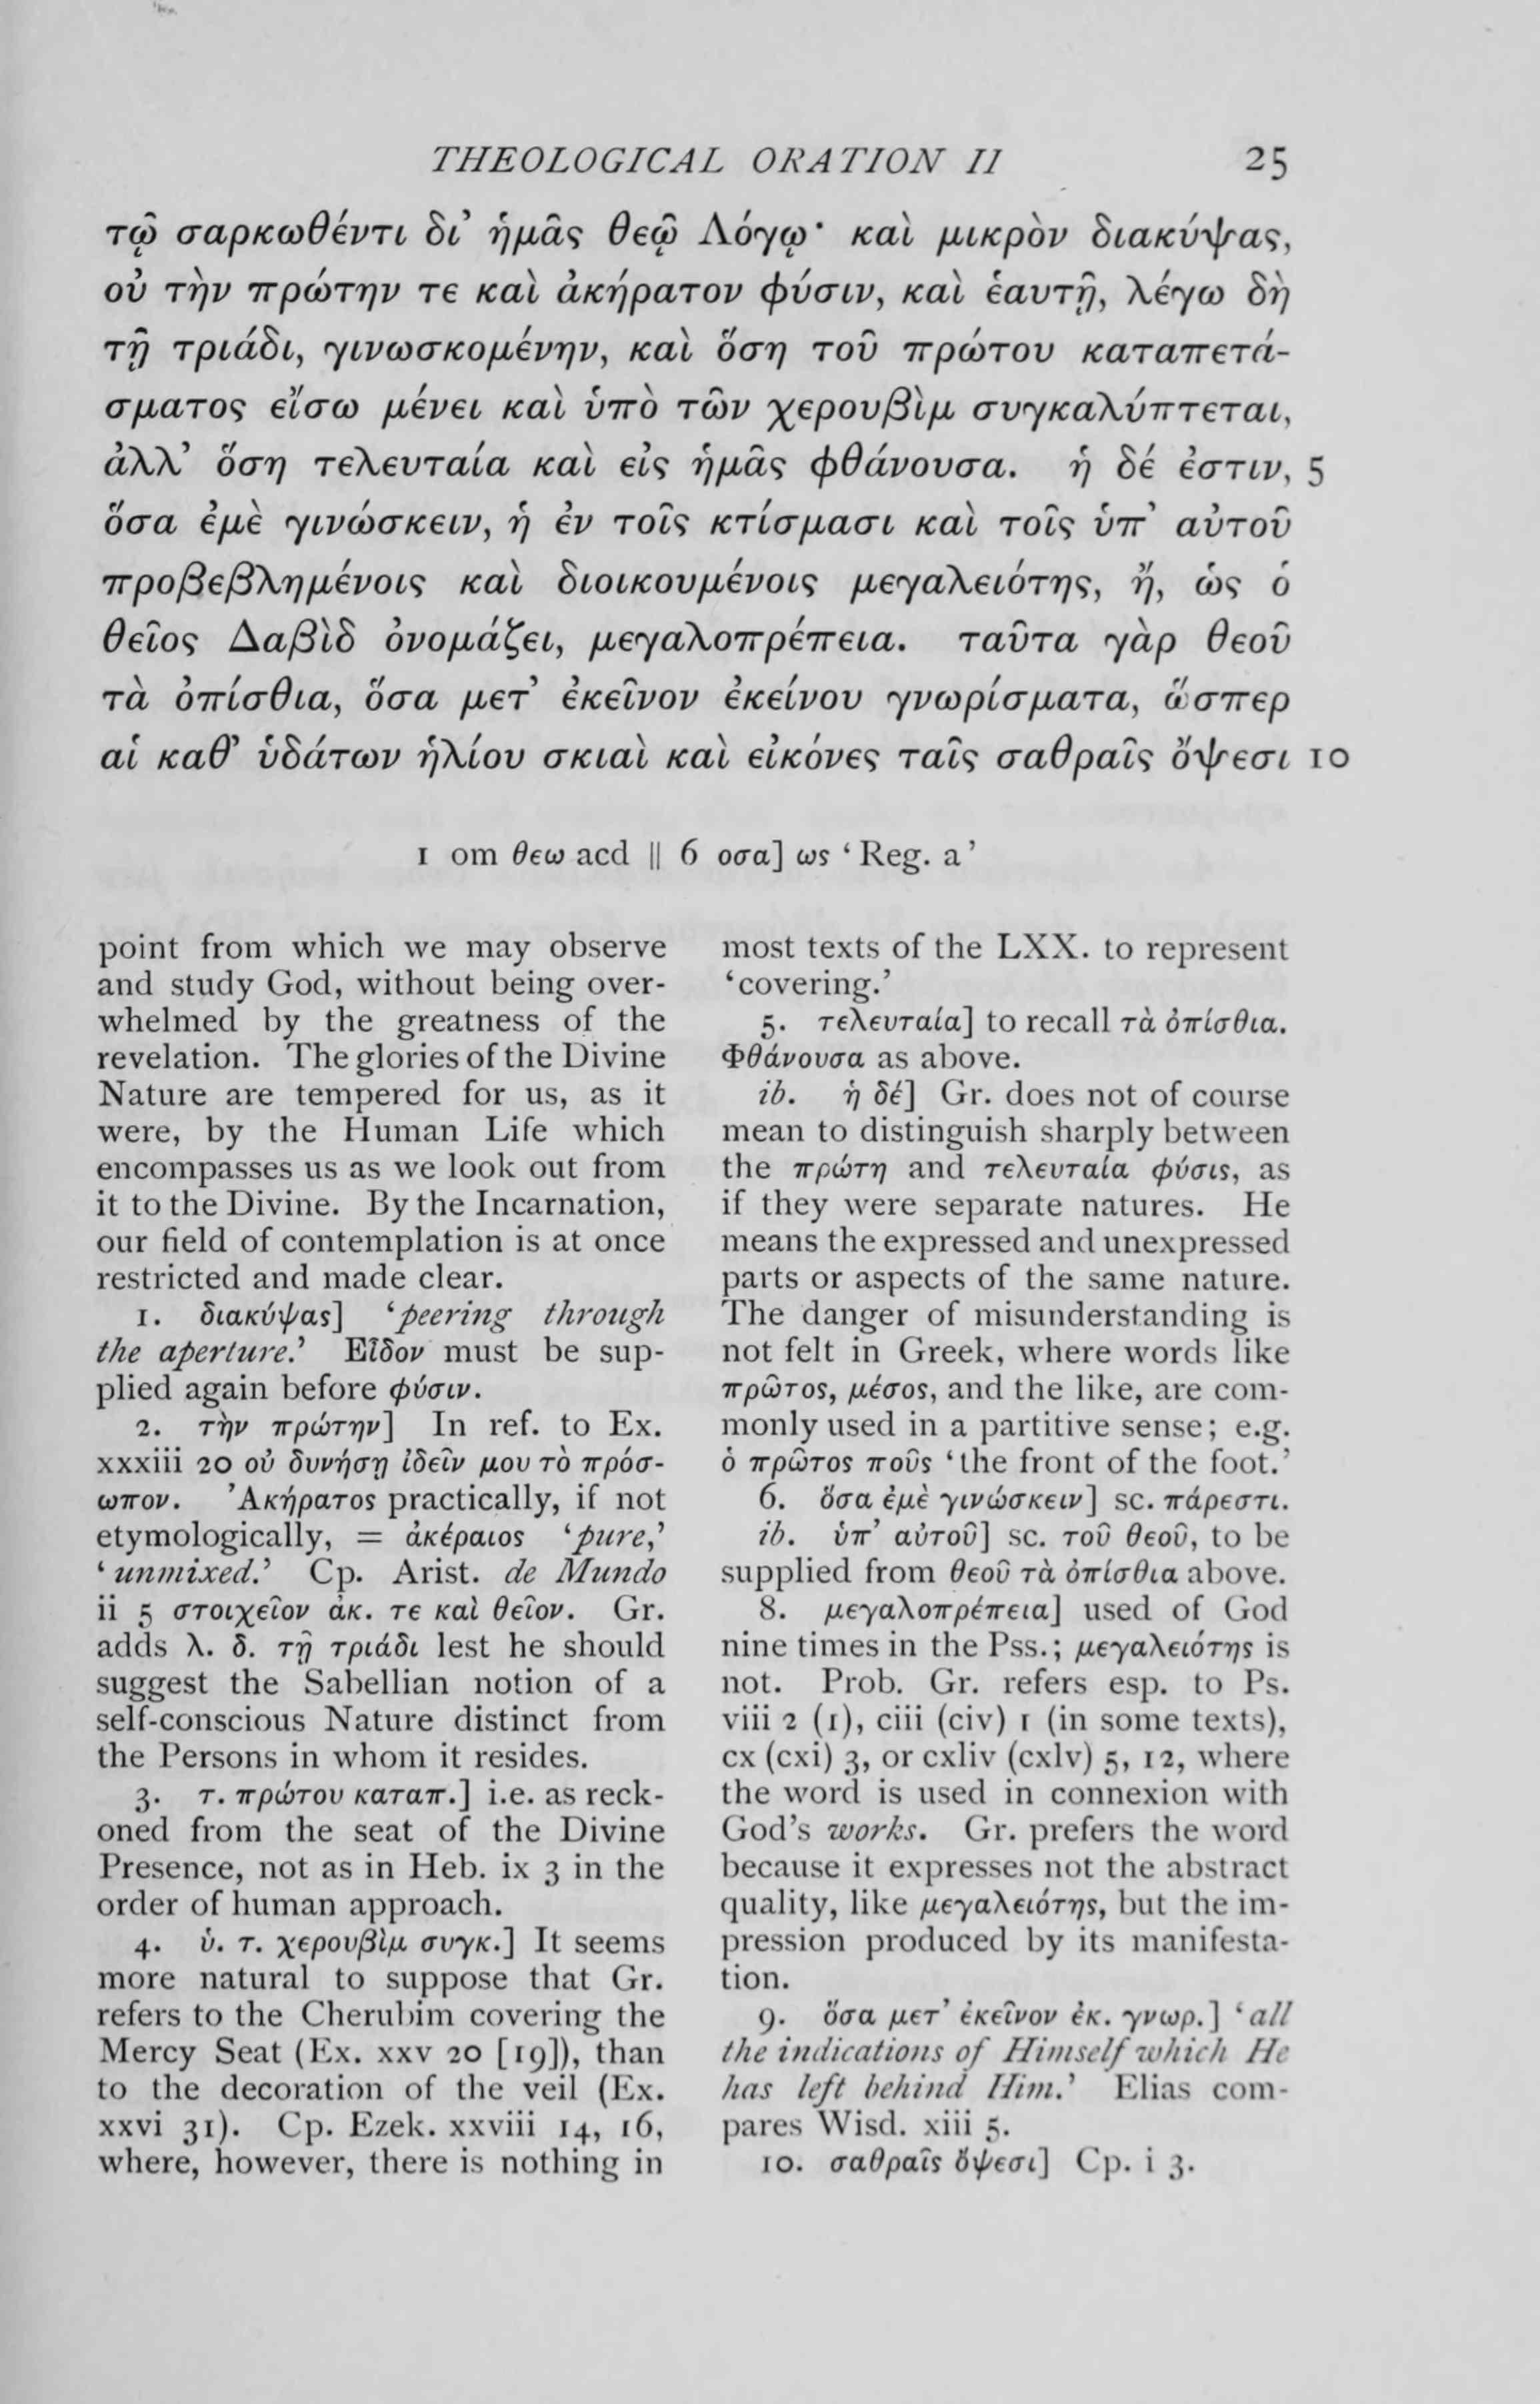 THEOLOGICAL ORATION II 25
τῷ σαρκωθέντι δι’ ἡμᾶς θεῷ Λόγῳ· καὶ μικρὸν διακύψας,
οὐ τὴν πρώτην τε καὶ ἀκήρατον φύσιν, καὶ ἑαυτῇ, λέγω δὴ
τῇ τριάδι, γινωσκομένην, καὶ ὅση τοῦ πρώτου καταπετά-
σματος εἴσω μένει καὶ ὑπὸ τῶν χερουβὶμ συγκαλύπτεται,
ἀλλ’ ὅση τελευταία καὶ εἰς ἡμᾶς φθάνουσα. ἡ δέ ἐστιν, 5
ὅσα ἐμὲ γινώσκειν, ἡ ἐν τοῖς κτίσμασι καὶ τοῖς ὑπ’ αὐτοῦ
προβεβλημένοις καὶ διοικουμένοις μεγαλειότης, ἤ, ὡς ὁ
θεῖος Δαβὶδ ὀνομάζει, μεγαλοπρέπεια. ταῦτα γὰρ θεοῦ
τὰ ὀπίσθια, ὅσα μετ’ ἐκεῖνον ἐκείνου γνωρίσματα, ὥσπερ
αἱ καθ’ ὑδάτων ἡλίου σκιαὶ καὶ εἰκόνες ταῖς σαθραῖς ὄψεσι 10
1 om θεω acd || 6 οσα] ως ‘Reg. a’
point from which we may observe
and study God, without being over-
whelmed by the greatness of the
revelation. The glories of the Divine
Nature are tempered for us, as it
were, by the Human Life which
encompasses us as we look out from
it to the Divine. By the Incarnation,
our field of contemplation is at once
restricted and made clear.
1. διακύψας] ‘peering through
the aperture.’ Εἶδον must be sup-
plied again before φύσιν.
2. τὴν πρώτην] In ref. to Ex.
xxxiii 20 οὐ δυνήσῃ ἰδεῖν μου τὸ πρόσ-
ωπον. Ἀκήρατος practically, if not
etymologically, = ἀκέραιος ‘pure,’
‘unmixed.’ Cp. Arist. de Mundo
ii 5 στοιχεῖον ἀκ. τε καὶ θεῖον. Gr.
adds λ. δ. τῇ τριάδι lest he should
suggest the Sabellian notion of a
self-conscious Nature distinct from
the Persons in whom it resides.
3. τ. πρώτου καταπ.] i.e. as reck-
oned from the seat of the Divine
Presence, not as in Heb. ix 3 in the
order of human approach.
4. ὑ. τ. χερουβὶμ συγκ.] It seems
more natural to suppose that Gr.
refers to the Cherubim covering the
Mercy Seat (Ex. xxv 20 [19]), than
to the decoration of the veil (Ex.
xxvi 31). Cp. Ezek. xxviii 14, 16,
where, however, there is nothing in
most texts of the LXX. to represent
‘covering.’
5. τελευταία] to recall τὰ ὀπίσθια.
Φθάνουσα as above.
ib. ἡ δέ] Gr. does not of course
mean to distinguish sharply between
the πρώτη and τελευταία φύσις, as
if they were separate natures. He
means the expressed and unexpressed
parts or aspects of the same nature.
The danger of misunderstanding is
not felt in Greek, where words like
πρῶτος, μέσος, and the like, are com-
monly used in a partitive sense; e.g.
ὁ πρῶτος ποῦς ‘the front of the foot.’
6. ὅσα ἐμὲ γινώσκειν] sc. πάρεστι.
ib. ὑπ’ αὐτοῦ] sc. τοῦ θεοῦ, to be
supplied from θεοῦ τὰ ὀπίσθια above.
8. μεγαλοπρέπεια] used of God
nine times in the Pss.; μεγαλειότης is
not. Prob. Gr. refers esp. to Ps.
viii 2 (1), ciii (civ) 1 (in some texts),
cx (cxi) 3, or cxliv (cxlv) 5, 12, where
the word is used in connexion with
God’s works. Gr. prefers the word
because it expresses not the abstract
quality, like μεγαλειότης, but the im-
pression produced by its manifesta-
tion.
9. ὅσα μετ’ ἐκεῖνον ἐκ. γνωρ.] ‘all
the indications of Himself which He
has left behind Him.’ Elias com-
pares Wisd. xiii 5.
10. σαθραῖς ὄψεσι] Cp. i 3.